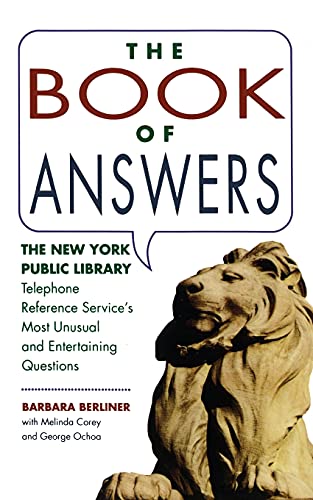 THE
BOOK
OF
ANSWERS
THE NEW YORK
PUBLIC LIBRARY
Telephone
Reference Service's
Most Unusual
and Entertaining
Questions
BARBARA BERLINER
with Melinda Corey
and George Ochoa